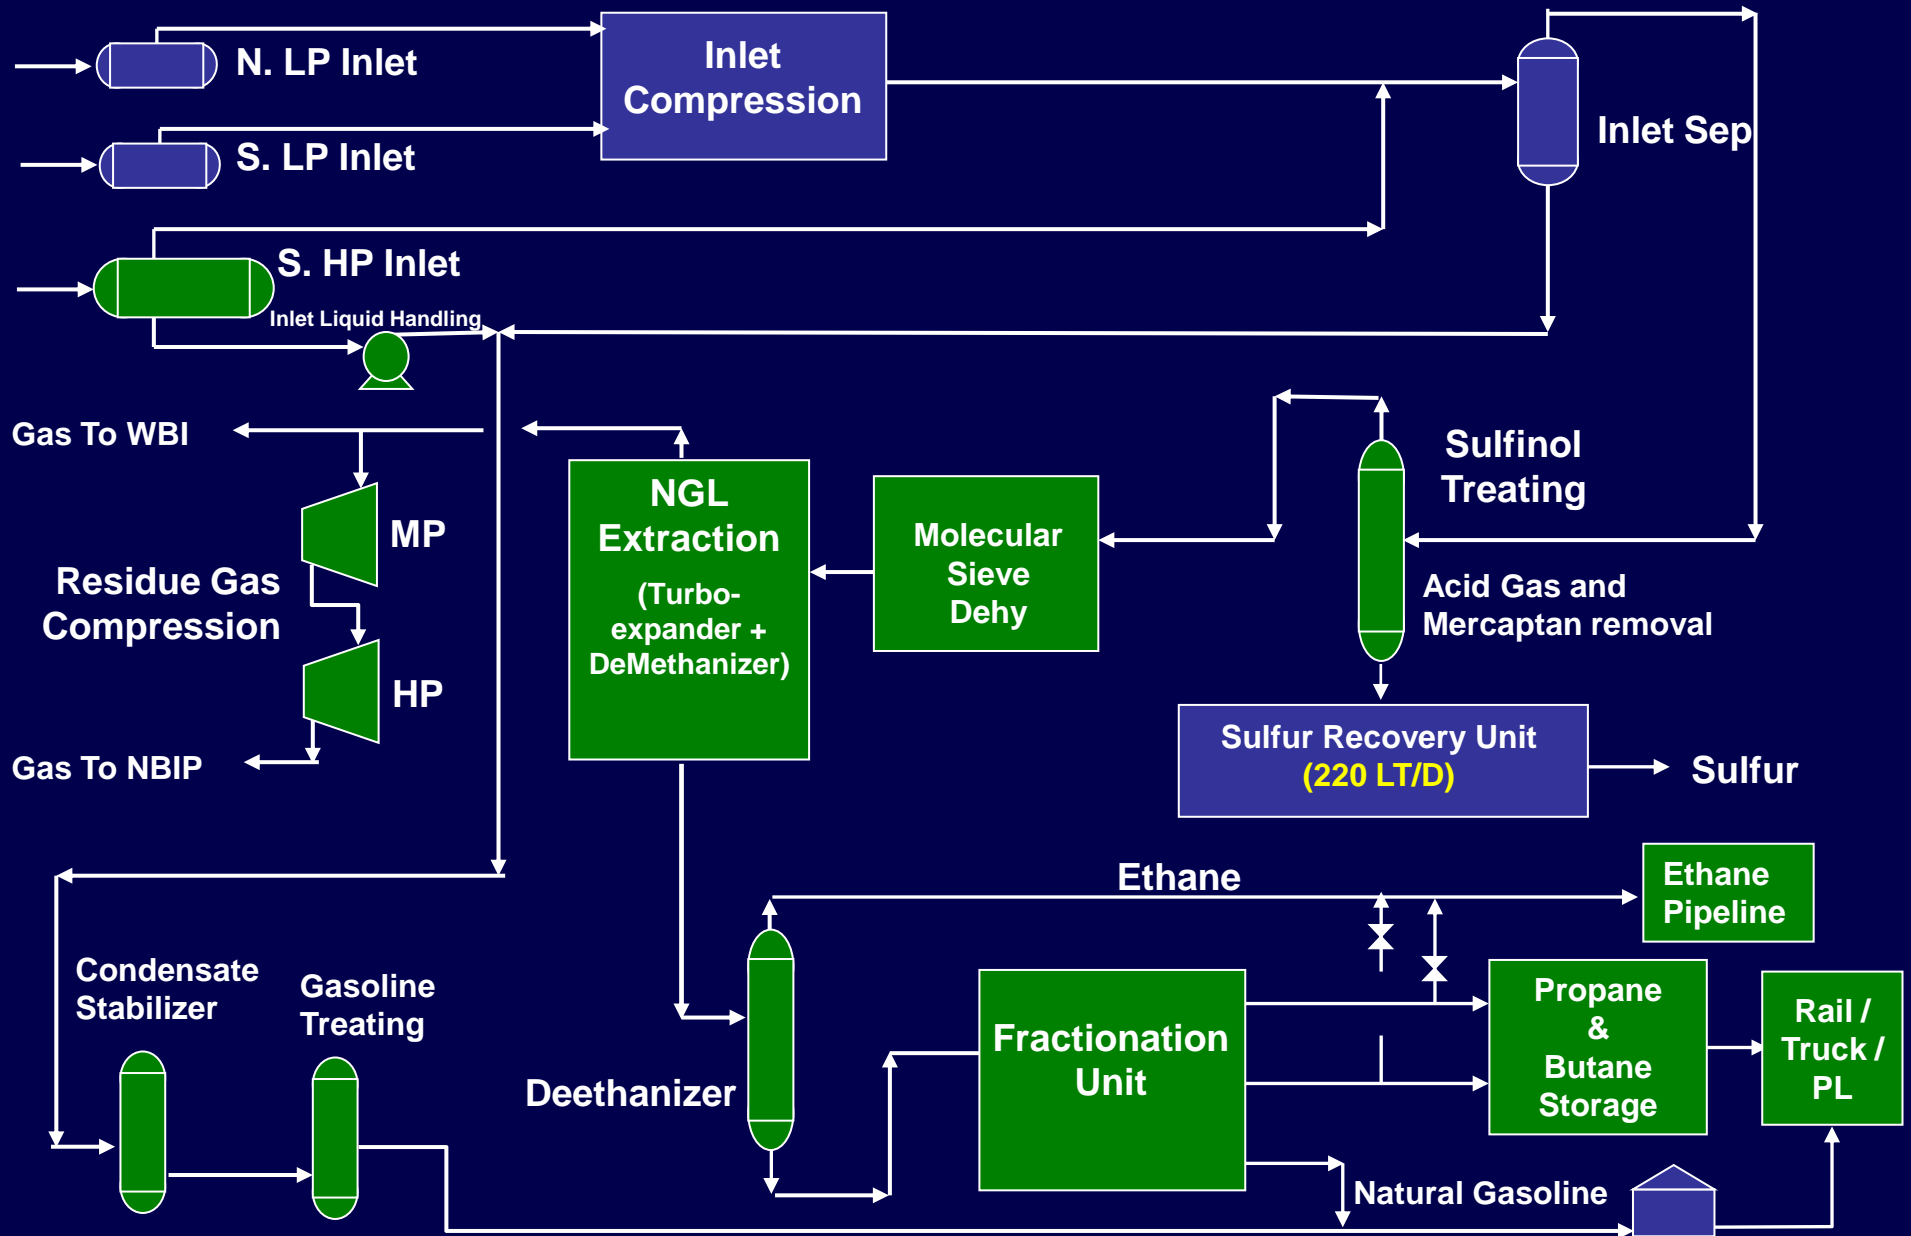 N. LP Inlet
Inlet
Compression
S. LP Inlet
Inlet Sep
S. HP Inlet
Inlet Liquid Handling
Gas To WBI
MP
Residue Gas
Compression
HP
Gas To NBIP
NGL
Extraction
(Turbo-
expander +
DeMethanizer)
Molecular
Sieve
Dehy
Sulfinol
Treating
Acid Gas and
Mercaptan removal
Sulfur Recovery Unit
(220 LT/D)
Sulfur
Ethane
Ethane
Pipeline
Condensate
Stabilizer
Gasoline
Treating
Deethanizer
Fractionation
Unit
Propane
&
Butane
Storage
Rail /
Truck /
PL
Natural Gasoline